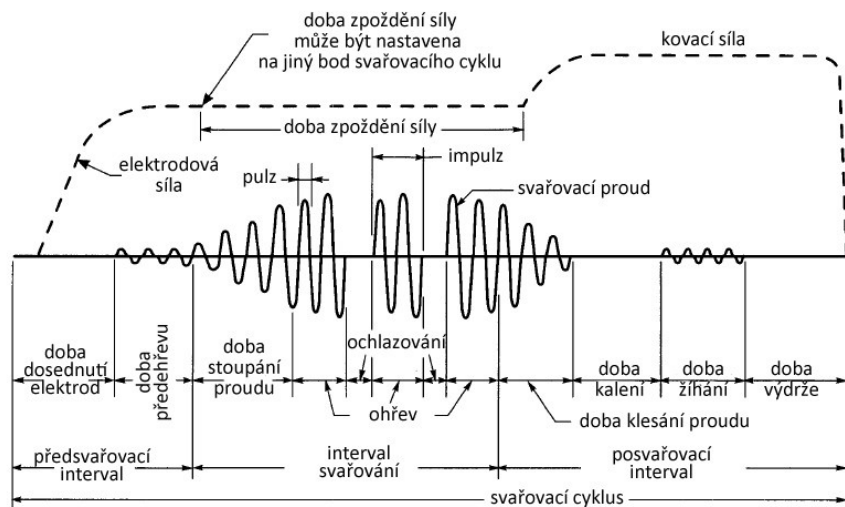 doba zpoždění síly
může být nastavena
na jiný bod svařovacího cyklu
kovací síla
doba zpoždění síly
elektrodová
síla
pulz
impulz
svařovací proud
doba
dosednutí
elektrod
doba
předehřevu
doba
stoupání
proudu
ochlazování
ohřev
doba klesání proudu
doba
kalení
doba
žíhání
doba
výdrže
předsvařovací
interval
interval
svařování
posvařovací
interval
svařovací cyklus